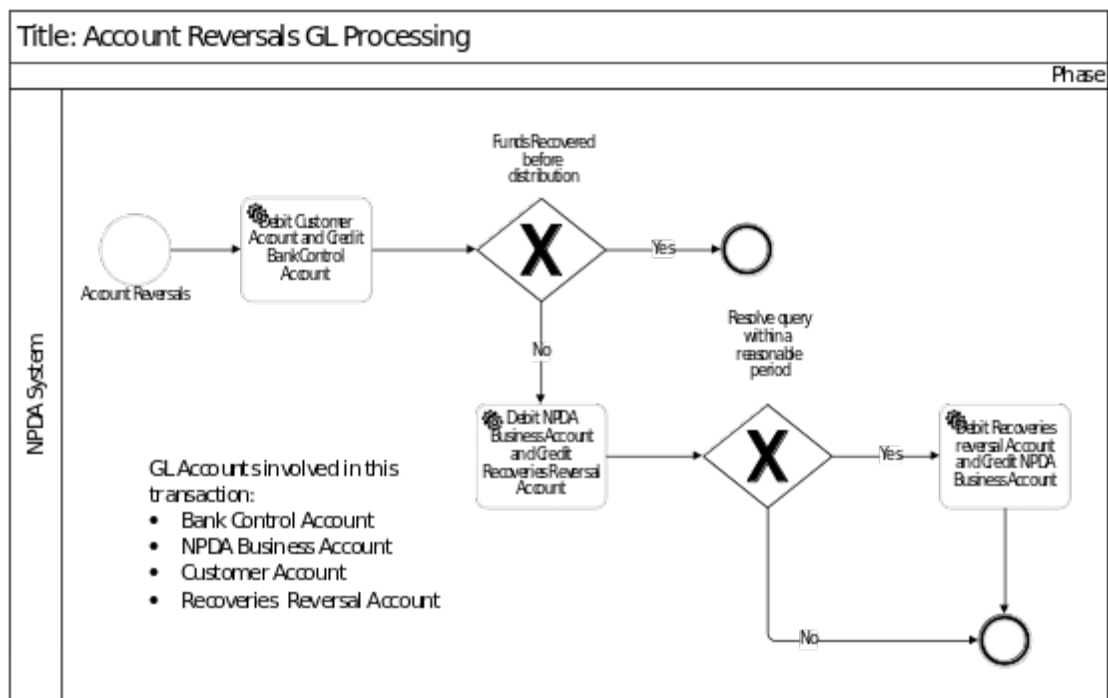 Title: Account Reversals GL Processing
Phase
NPDA System
Funds Recovered
before
distribution
Debit Customer
Account and Credit
Bank Control
Account
Account Reversals
X
Yes
No
Resolve query
within a
reasonable
period
Debit NPDA
Business Account
and Credit
Recoveries Reversal
Account
X
Yes
Debit Recoveries
reversal Account
and Credit NPDA
Business Account
No
GL Accounts involved in this
transaction:
• Bank Control Account
• NPDA Business Account
• Customer Account
• Recoveries Reversal Account